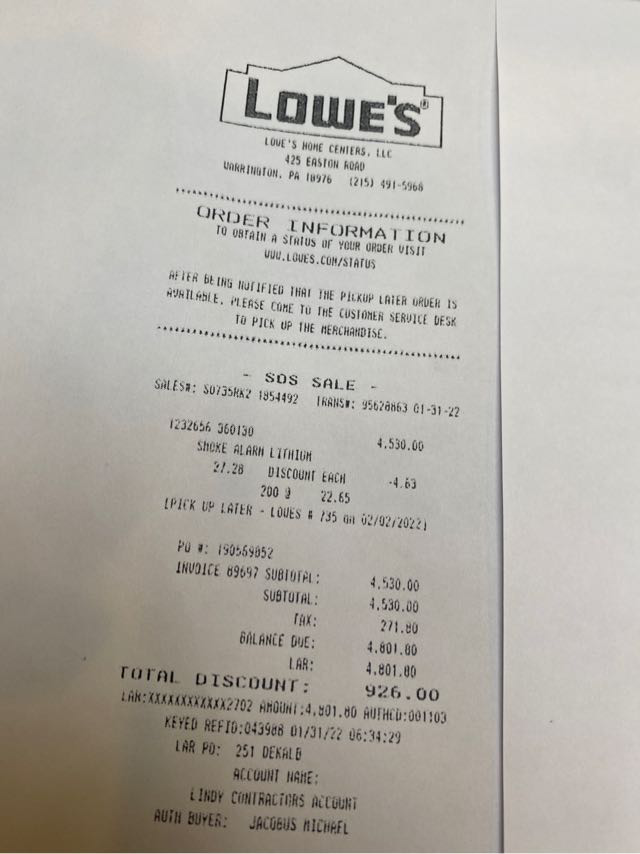 LOWE'S®
LOWE'S HOME CENTERS, LLC
425 EASTON ROAD
WARRINGTON, PA 18976 (215) 491-5968
ORDER INFORMATION
TO OBTAIN A STATUS OF YOUR ORDER VISIT
WWW.LOWES.COM/STATUS
AFTER BEING NOTIFIED THAT THE PICKUP LATER ORDER IS
AVAILABLE, PLEASE COME TO THE CUSTOMER SERVICE DESK
TO PICK UP THE MERCHANDISE.
- SOS SALE -
SALES#: SO735RK2 1854492 TRANS#: 95628863 01-31-22
1232656 360130 4,530.00
SMOKE ALARM LITHIUM
27.28 DISCOUNT EACH -4.63
200 @ 22.65
[PICK UP LATER - LOWES # 735 on 02/02/2022]
PO #: 190569852
INVOICE 89697 SUBTOTAL: 4,530.00
SUBTOTAL: 4,530.00
TAX: 271.80
BALANCE DUE: 4,801.80
LAR: 4,801.80
TOTAL DISCOUNT: 926.00
LAR:XXXXXXXXXXXX2702 AMOUNT:4,801.80 AUTHCD:001103
KEYED REFID:043988 01/31/22 06:34:29
LAR PO: 251 DEKALB
ACCOUNT NAME:
LINDY CONTRACTORS ACCOUNT
AUTH BUYER: JACOBUS MICHAEL